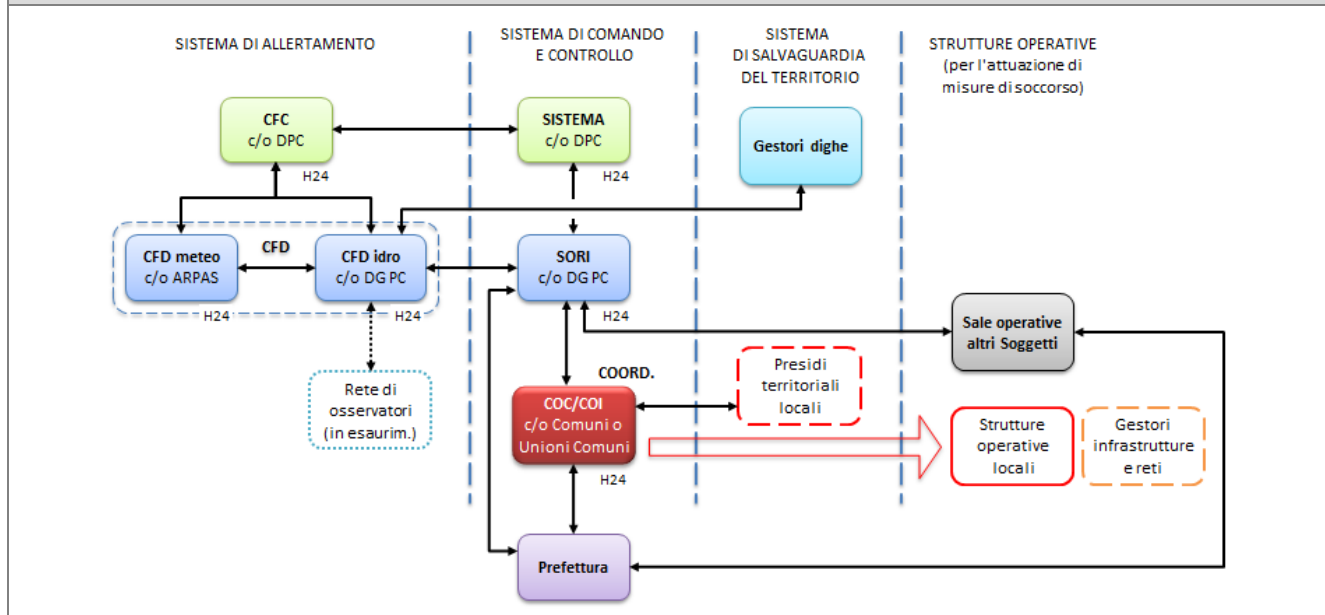 SISTEMA DI ALLERTAMENTO
SISTEMA DI COMANDO
E CONTROLLO
SISTEMA
DI SALVAGUARDIA
DEL TERRITORIO
STRUTTURE OPERATIVE
(per l'attuazione di
misure di soccorso)
CFC
c/o DPC
H24
SISTEMA
c/o DPC
H24
Gestori dighe
CFD meteo
c/o ARPAS
H24
CFD
CFD idro
c/o DG PC
H24
SORI
c/o DG PC
H24
Sale operative
altri Soggetti
Rete di
osservatori
(in esaurim.)
COORD.
COC/COI
c/o Comuni o
Unioni Comuni
H24
Presidi
territoriali
locali
Strutture
operative
locali
Gestori
infrastrutture
e reti
Prefettura